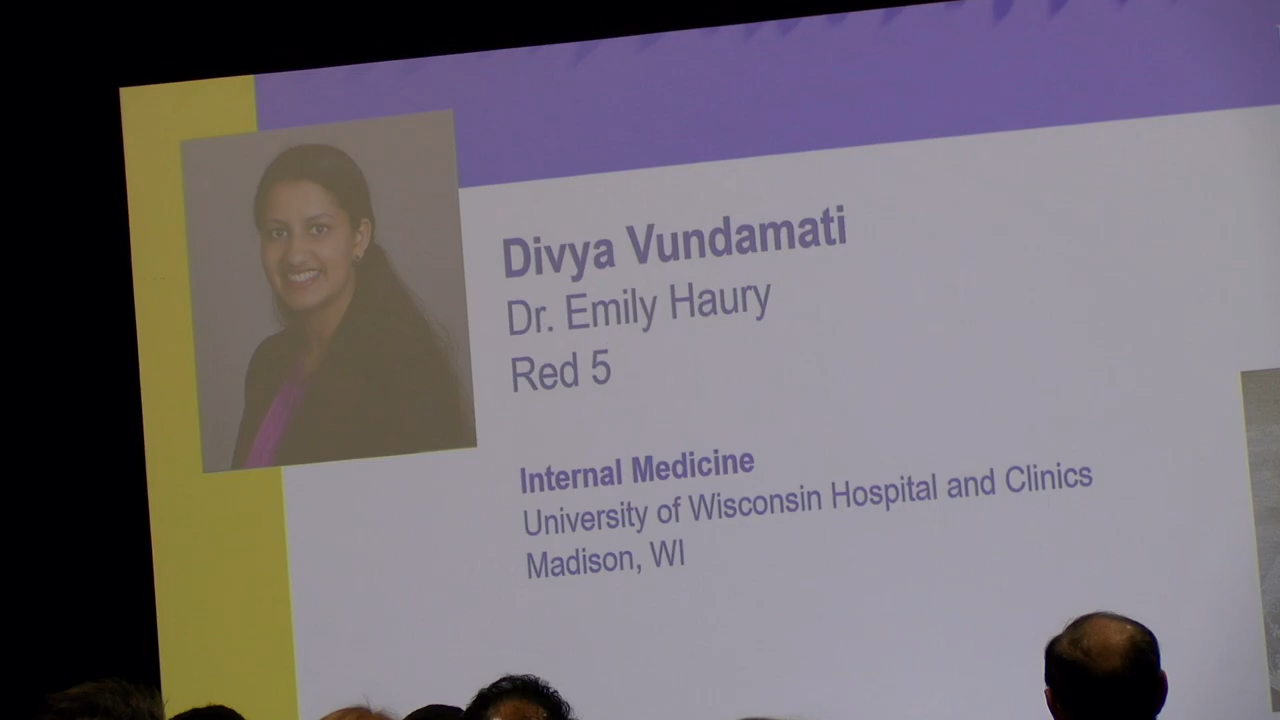 Divya Vundamati
Dr. Emily Haury
Red 5
Internal Medicine
University of Wisconsin Hospital and Clinics
Madison, WI